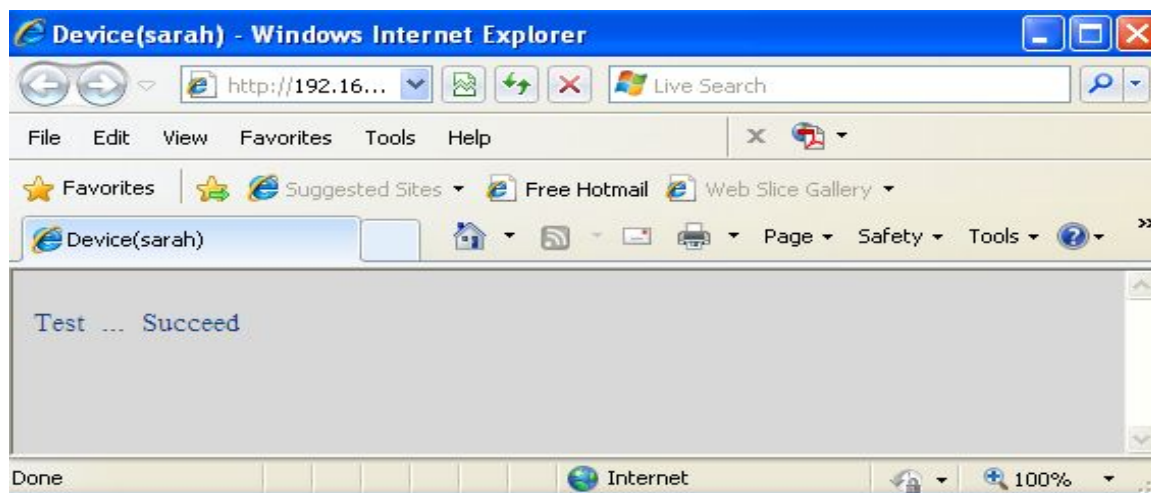 Device(sarah) - Windows Internet Explorer
http://192.16... Live Search
File Edit View Favorites Tools Help
Favorites Suggested Sites Free Hotmail Web Slice Gallery
Device(sarah) Page Safety Tools
Test ... Succeed
Done Internet 100%